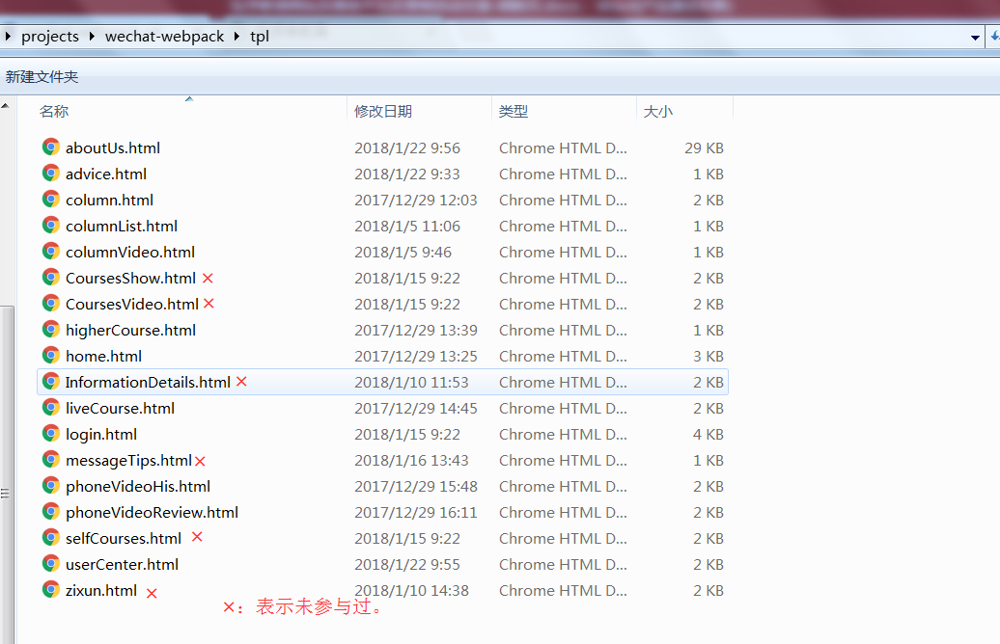 projects wechat-webpack tpl
新建文件夹
名称 修改日期 类型 大小
aboutUs.html 2018/1/22 9:56 Chrome HTML D... 29 KB
advice.html 2018/1/22 9:33 Chrome HTML D... 1 KB
column.html 2017/12/29 12:03 Chrome HTML D... 2 KB
columnList.html 2018/1/5 11:06 Chrome HTML D... 1 KB
columnVideo.html 2018/1/5 9:46 Chrome HTML D... 1 KB
CoursesShow.html × 2018/1/15 9:22 Chrome HTML D... 2 KB
CoursesVideo.html × 2018/1/15 9:22 Chrome HTML D... 2 KB
higherCourse.html 2017/12/29 13:39 Chrome HTML D... 1 KB
home.html 2017/12/29 13:25 Chrome HTML D... 3 KB
InformationDetails.html × 2018/1/10 11:53 Chrome HTML D... 2 KB
liveCourse.html 2017/12/29 14:45 Chrome HTML D... 2 KB
login.html 2018/1/15 9:22 Chrome HTML D... 4 KB
messageTips.html × 2018/1/16 13:43 Chrome HTML D... 1 KB
phoneVideoHis.html 2017/12/29 15:48 Chrome HTML D... 2 KB
phoneVideoReview.html 2017/12/29 16:11 Chrome HTML D... 2 KB
selfCourses.html × 2018/1/15 9:22 Chrome HTML D... 2 KB
userCenter.html 2018/1/22 9:55 Chrome HTML D... 2 KB
zixun.html × 2018/1/10 14:38 Chrome HTML D... 2 KB
×：表示未参与过。